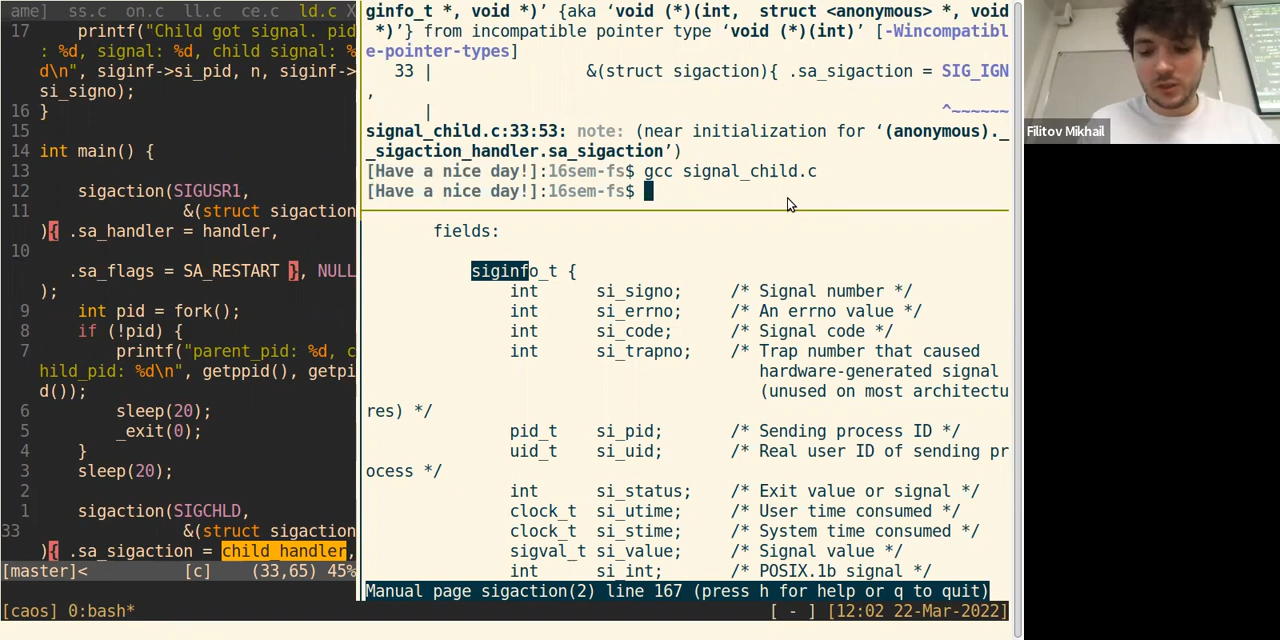 ame] ss.c on.c ll.c ce.c ld.c X
17 printf("Child got signal. pid
: %d, signal: %d, child signal: %
d\n", siginf->si_pid, n, siginf->
si_signo);
16 }
15
14 int main() {
13
12 sigaction(SIGUSR1,
11 &(struct sigaction
){ .sa_handler = handler,
10
.sa_flags = SA_RESTART }, NULL
);
9 int pid = fork();
8 if (!pid) {
7 printf("parent_pid: %d, c
hild_pid: %d\n", getppid(), getpi
d());
6 sleep(20);
5 _exit(0);
4 }
3 sleep(20);
2
1 sigaction(SIGCHLD,
33 &(struct sigaction
){ .sa_sigaction = child_handler,
[master]< [c] (33,65) 45%
ginfo_t *, void *)’ {aka ‘void (*)(int, struct <anonymous> *, void
*)’} from incompatible pointer type ‘void (*)(int)’ [-Wincompatibl
e-pointer-types]
33 | &(struct sigaction){ .sa_sigaction = SIG_IGN
,
| ^~~~~~~
signal_child.c:33:53: note: (near initialization for ‘(anonymous)._
_sigaction_handler.sa_sigaction’)
[Have a nice day!]:16sem-fs$ gcc signal_child.c
[Have a nice day!]:16sem-fs$
fields:
siginfo_t {
int si_signo; /* Signal number */
int si_errno; /* An errno value */
int si_code; /* Signal code */
int si_trapno; /* Trap number that caused
hardware-generated signal
(unused on most architectu
res) */
pid_t si_pid; /* Sending process ID */
uid_t si_uid; /* Real user ID of sending pr
ocess */
int si_status; /* Exit value or signal */
clock_t si_utime; /* User time consumed */
clock_t si_stime; /* System time consumed */
sigval_t si_value; /* Signal value */
int si_int; /* POSIX.1b signal */
Manual page sigaction(2) line 167 (press h for help or q to quit)
[caos] 0:bash* [ - ] [12:02 22-Mar-2022]
Filitov Mikhail